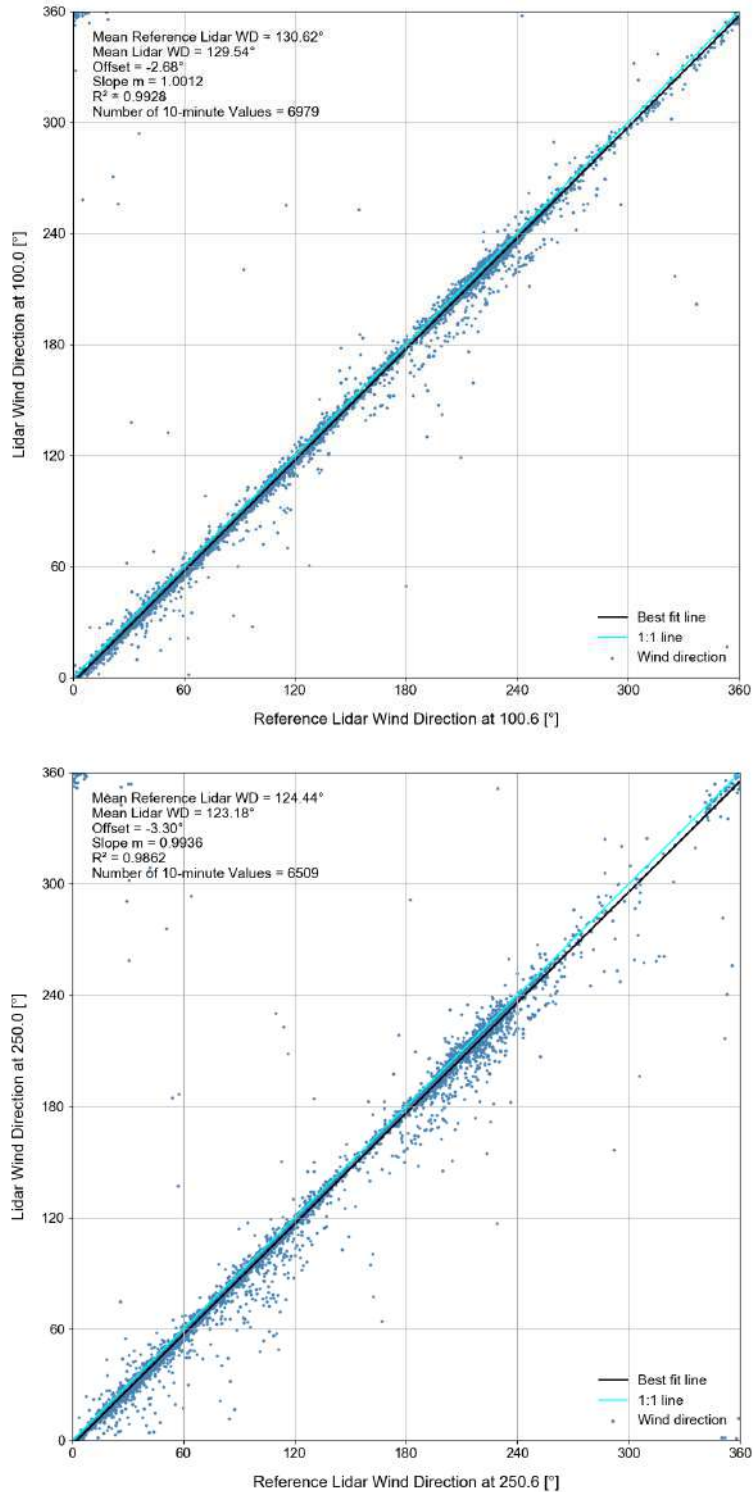 360
Mean Reference Lidar WD = 130.62°
Mean Lidar WD = 129.54°
Offset = -2.68°
Slope m = 1.0012
R² = 0.9928
Number of 10-minute Values = 6979
300
240
180
120
60
0
Lidar Wind Direction at 100.0 [°]
Best fit line
1:1 line
Wind direction
0 60 120 180 240 300 360
Reference Lidar Wind Direction at 100.6 [°]
360
Mean Reference Lidar WD = 124.44°
Mean Lidar WD = 123.18°
Offset = -3.30°
Slope m = 0.9936
R² = 0.9862
Number of 10-minute Values = 6509
300
240
180
120
60
0
Lidar Wind Direction at 250.0 [°]
Best fit line
1:1 line
Wind direction
0 60 120 180 240 300 360
Reference Lidar Wind Direction at 250.6 [°]